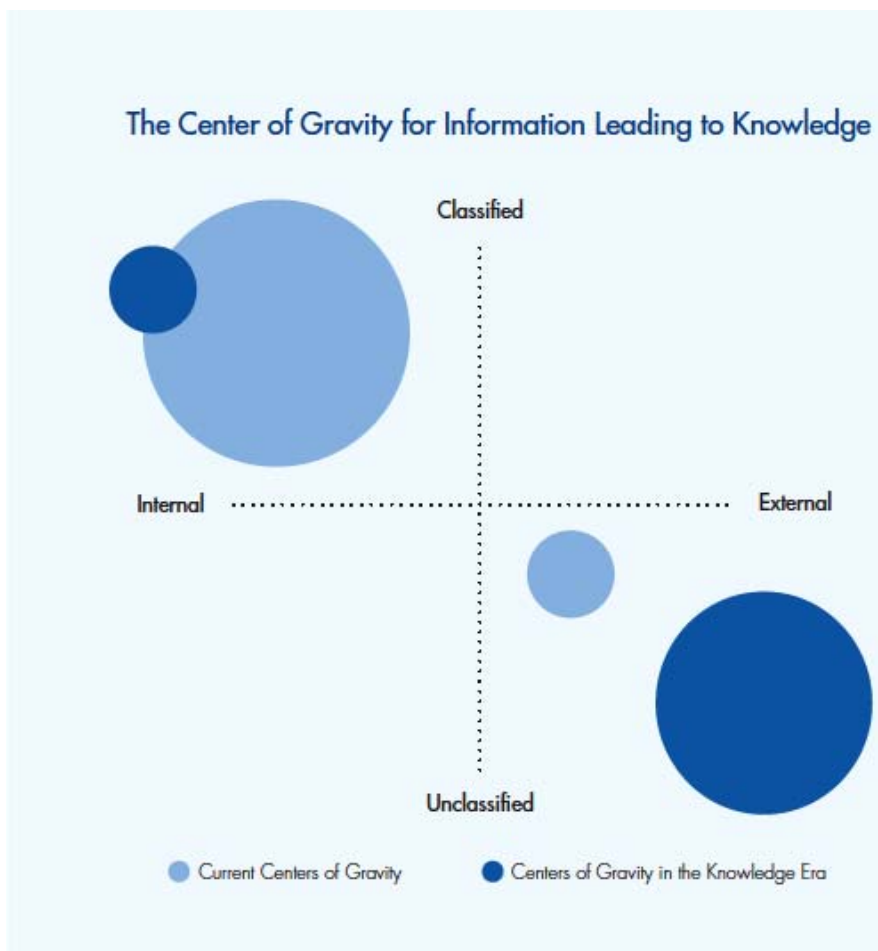 The Center of Gravity for Information Leading to Knowledge
Classified
Internal
External
Unclassified
Current Centers of Gravity
Centers of Gravity in the Knowledge Era